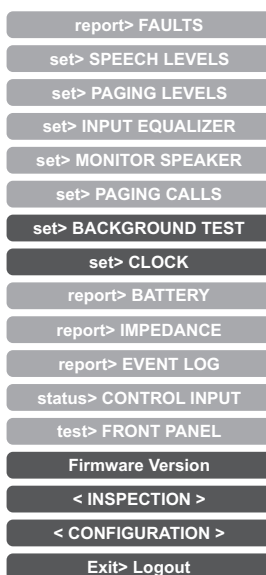 report> FAULTS
set> SPEECH LEVELS
set> PAGING LEVELS
set> INPUT EQUALIZER
set> MONITOR SPEAKER
set> PAGING CALLS
set> BACKGROUND TEST
set> CLOCK
report> BATTERY
report> IMPEDANCE
report> EVENT LOG
status> CONTROL INPUT
test> FRONT PANEL
Firmware Version
< INSPECTION >
< CONFIGURATION >
Exit> Logout